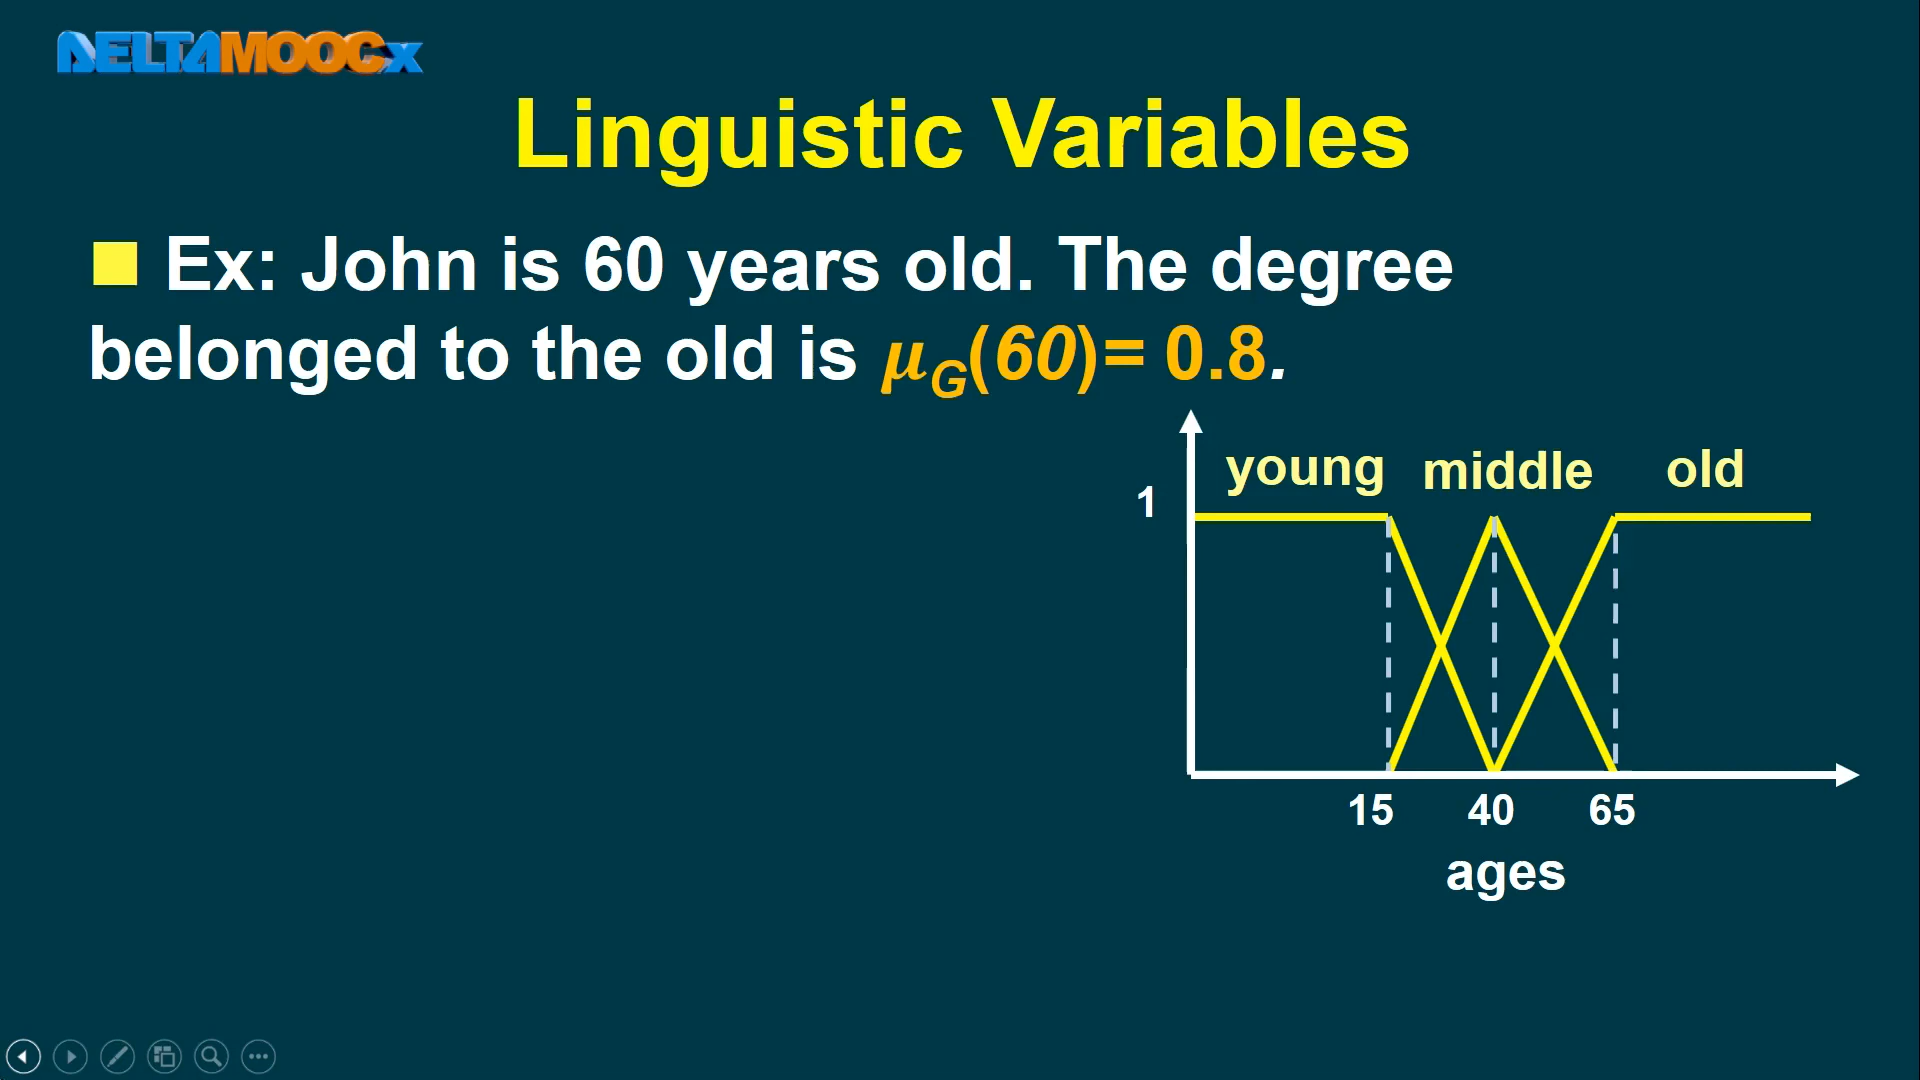 DELTAMOOCx
Linguistic Variables
Ex: John is 60 years old. The degree
belonged to the old is μG(60)= 0.8.
young middle old
1
15 40 65
ages